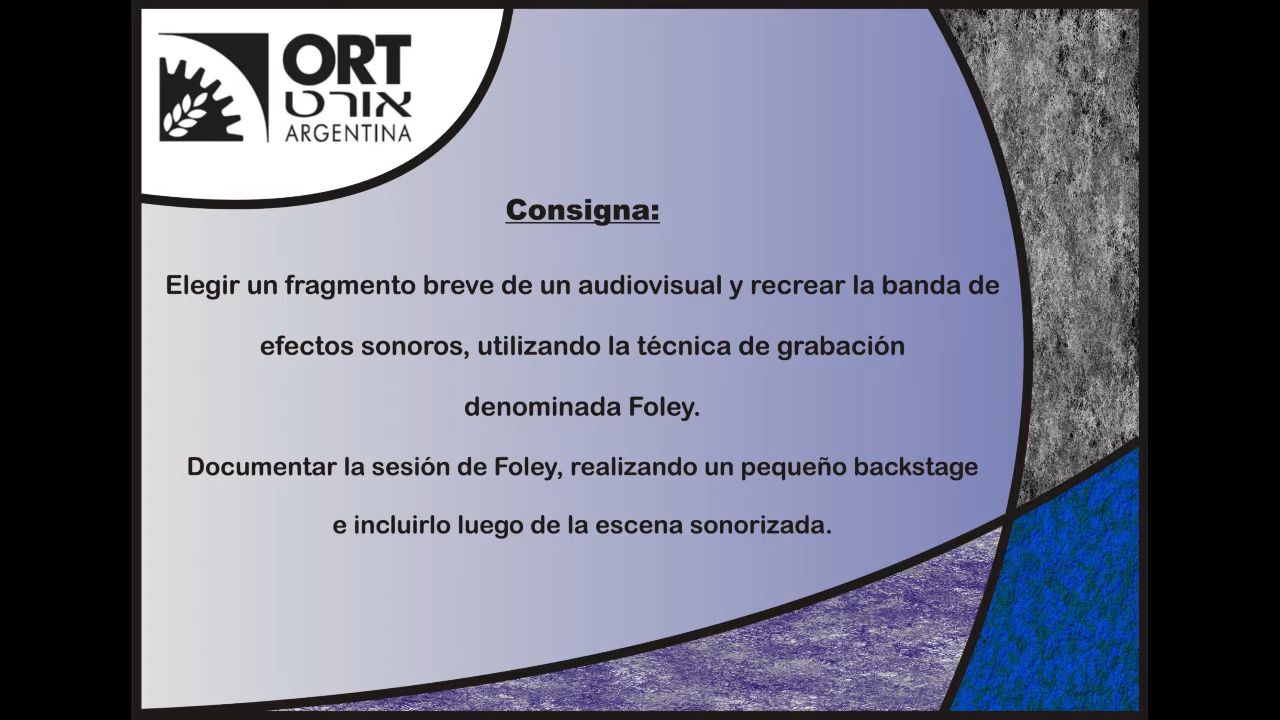 ORT
אורט
ARGENTINA
Consigna:
Elegir un fragmento breve de un audiovisual y recrear la banda de
efectos sonoros, utilizando la técnica de grabación
denominada Foley.
Documentar la sesión de Foley, realizando un pequeño backstage
e incluirlo luego de la escena sonorizada.